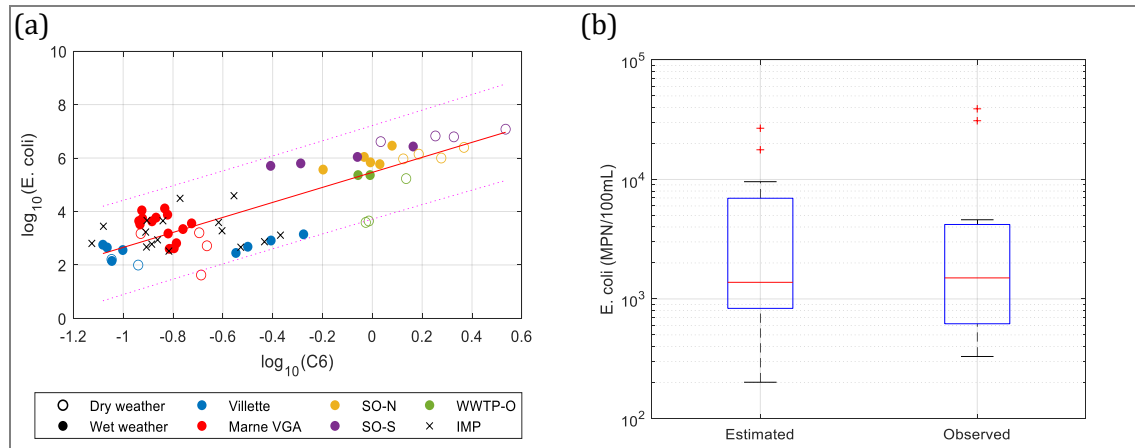 (a)
10
8
6
4
2
0
log10(E. coli)
-1.2 -1 -0.8 -0.6 -0.4 -0.2 0 0.2 0.4 0.6
log10(C6)
Dry weather Villette SO-N WWTP-O
Wet weather Marne VGA SO-S IMP
(b)
10^5
10^4
10^3
10^2
E. coli (MPN/100mL)
Estimated Observed